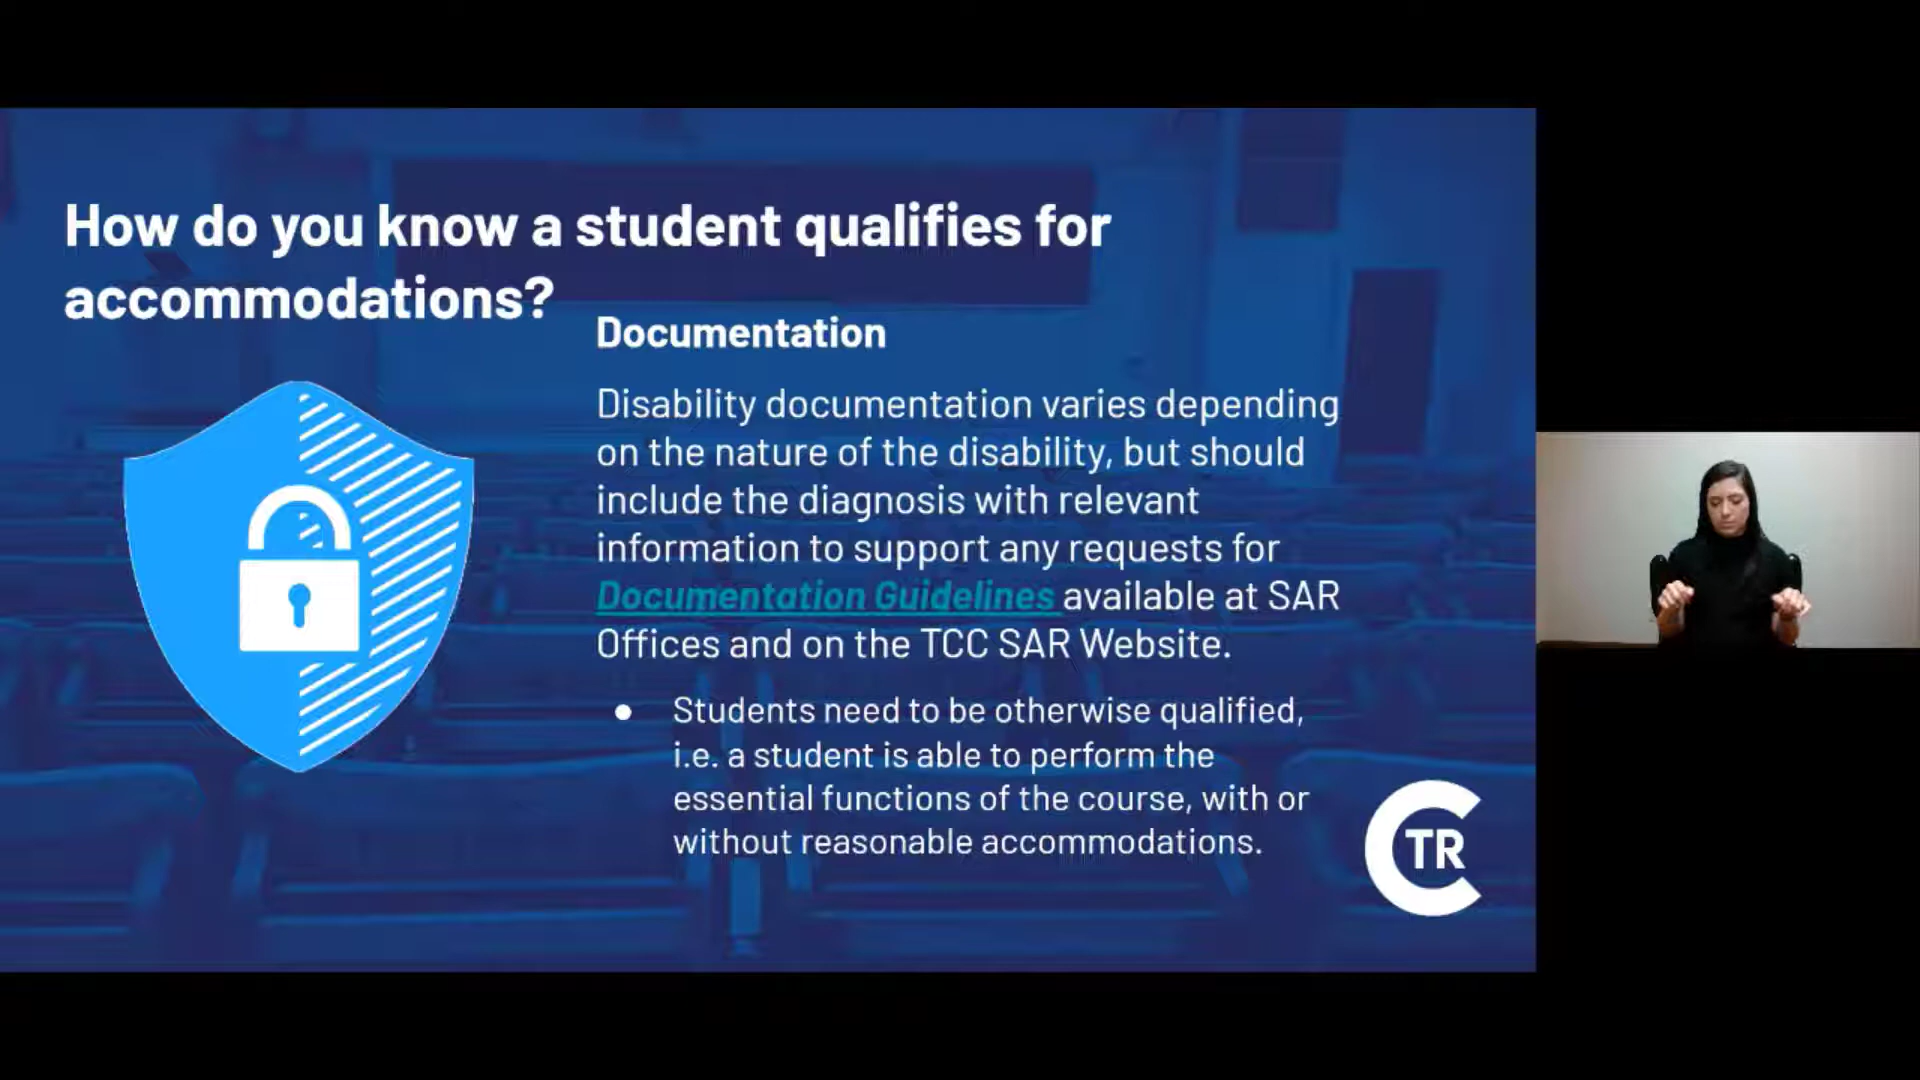 How do you know a student qualifies for
accommodations?
Documentation
Disability documentation varies depending
on the nature of the disability, but should
include the diagnosis with relevant
information to support any requests for
Documentation Guidelines available at SAR
Offices and on the TCC SAR Website.
● Students need to be otherwise qualified,
i.e. a student is able to perform the
essential functions of the course, with or
without reasonable accommodations.
CTR